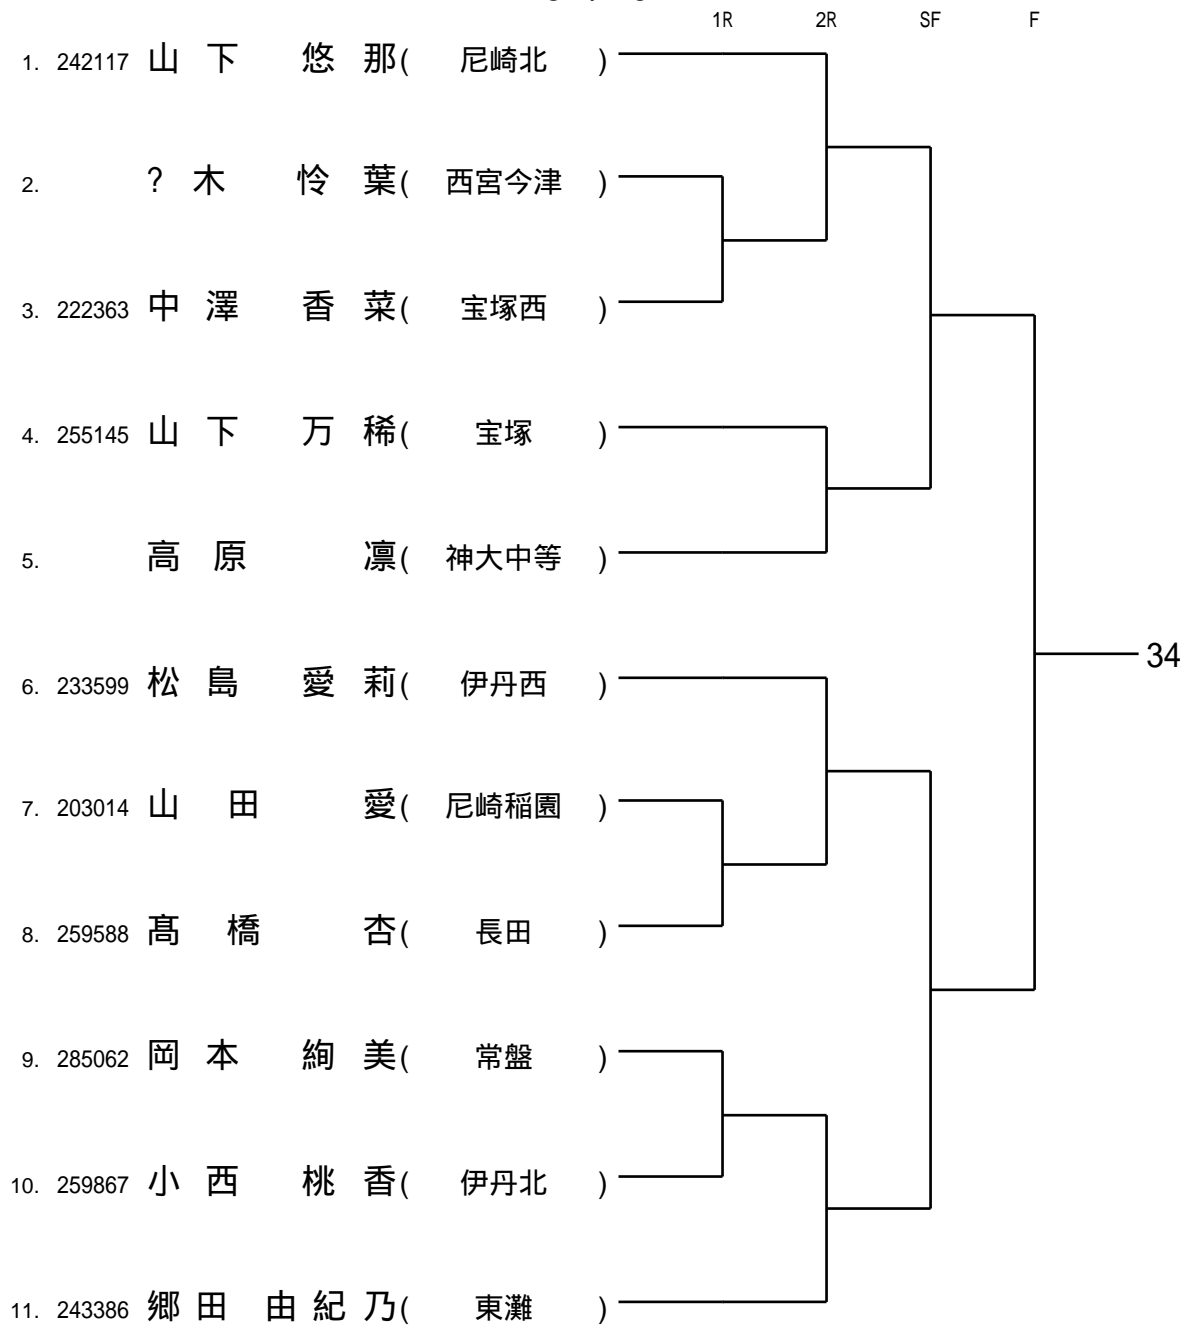 1R 2R SF F
1. 242117 山下 悠那( 尼崎北 )
2. ?木 怜葉( 西宮今津 )
3. 222363 中澤 香菜( 宝塚西 )
4. 255145 山下 万稀( 宝塚 )
5. 高原 凛( 神大中等 )
34
6. 233599 松島 愛莉( 伊丹西 )
7. 203014 山田 愛( 尼崎稲園 )
8. 259588 髙橋 杏( 長田 )
9. 285062 岡本 絢美( 常盤 )
10. 259867 小西 桃香( 伊丹北 )
11. 243386 郷田 由紀乃( 東灘 )